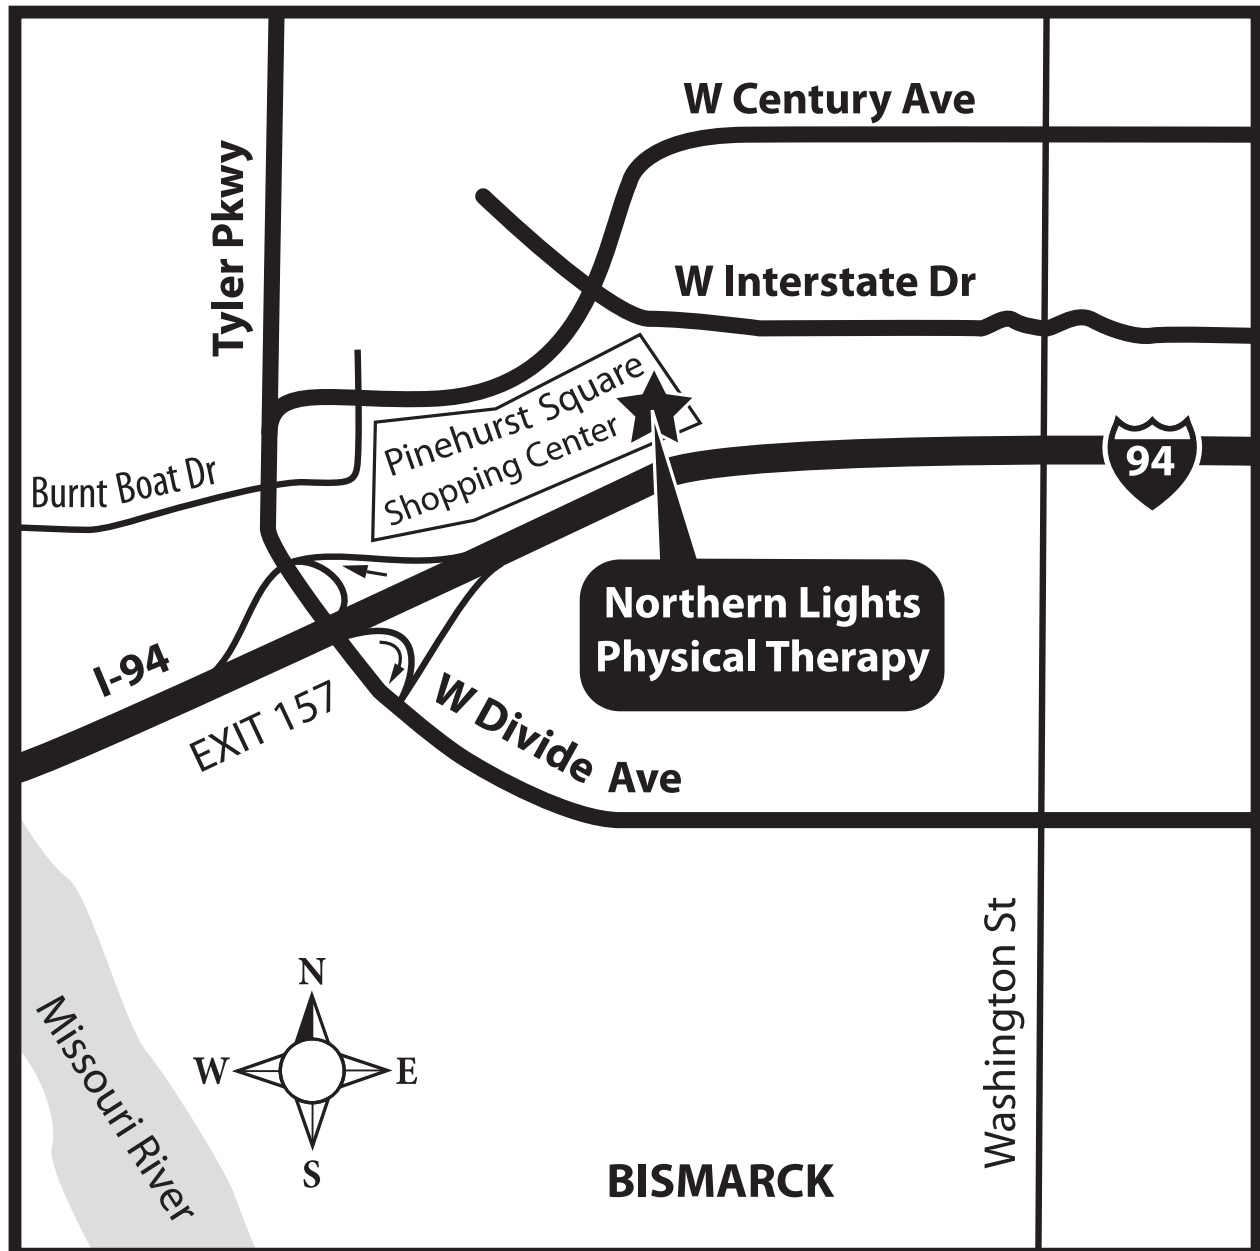 W Century Ave
Tyler Pkwy
W Interstate Dr
Pinehurst Square
Shopping Center
Burnt Boat Dr
94
Northern Lights
Physical Therapy
I-94
EXIT 157
W Divide Ave
Washington St
Missouri River
N
W
E
S
BISMARCK